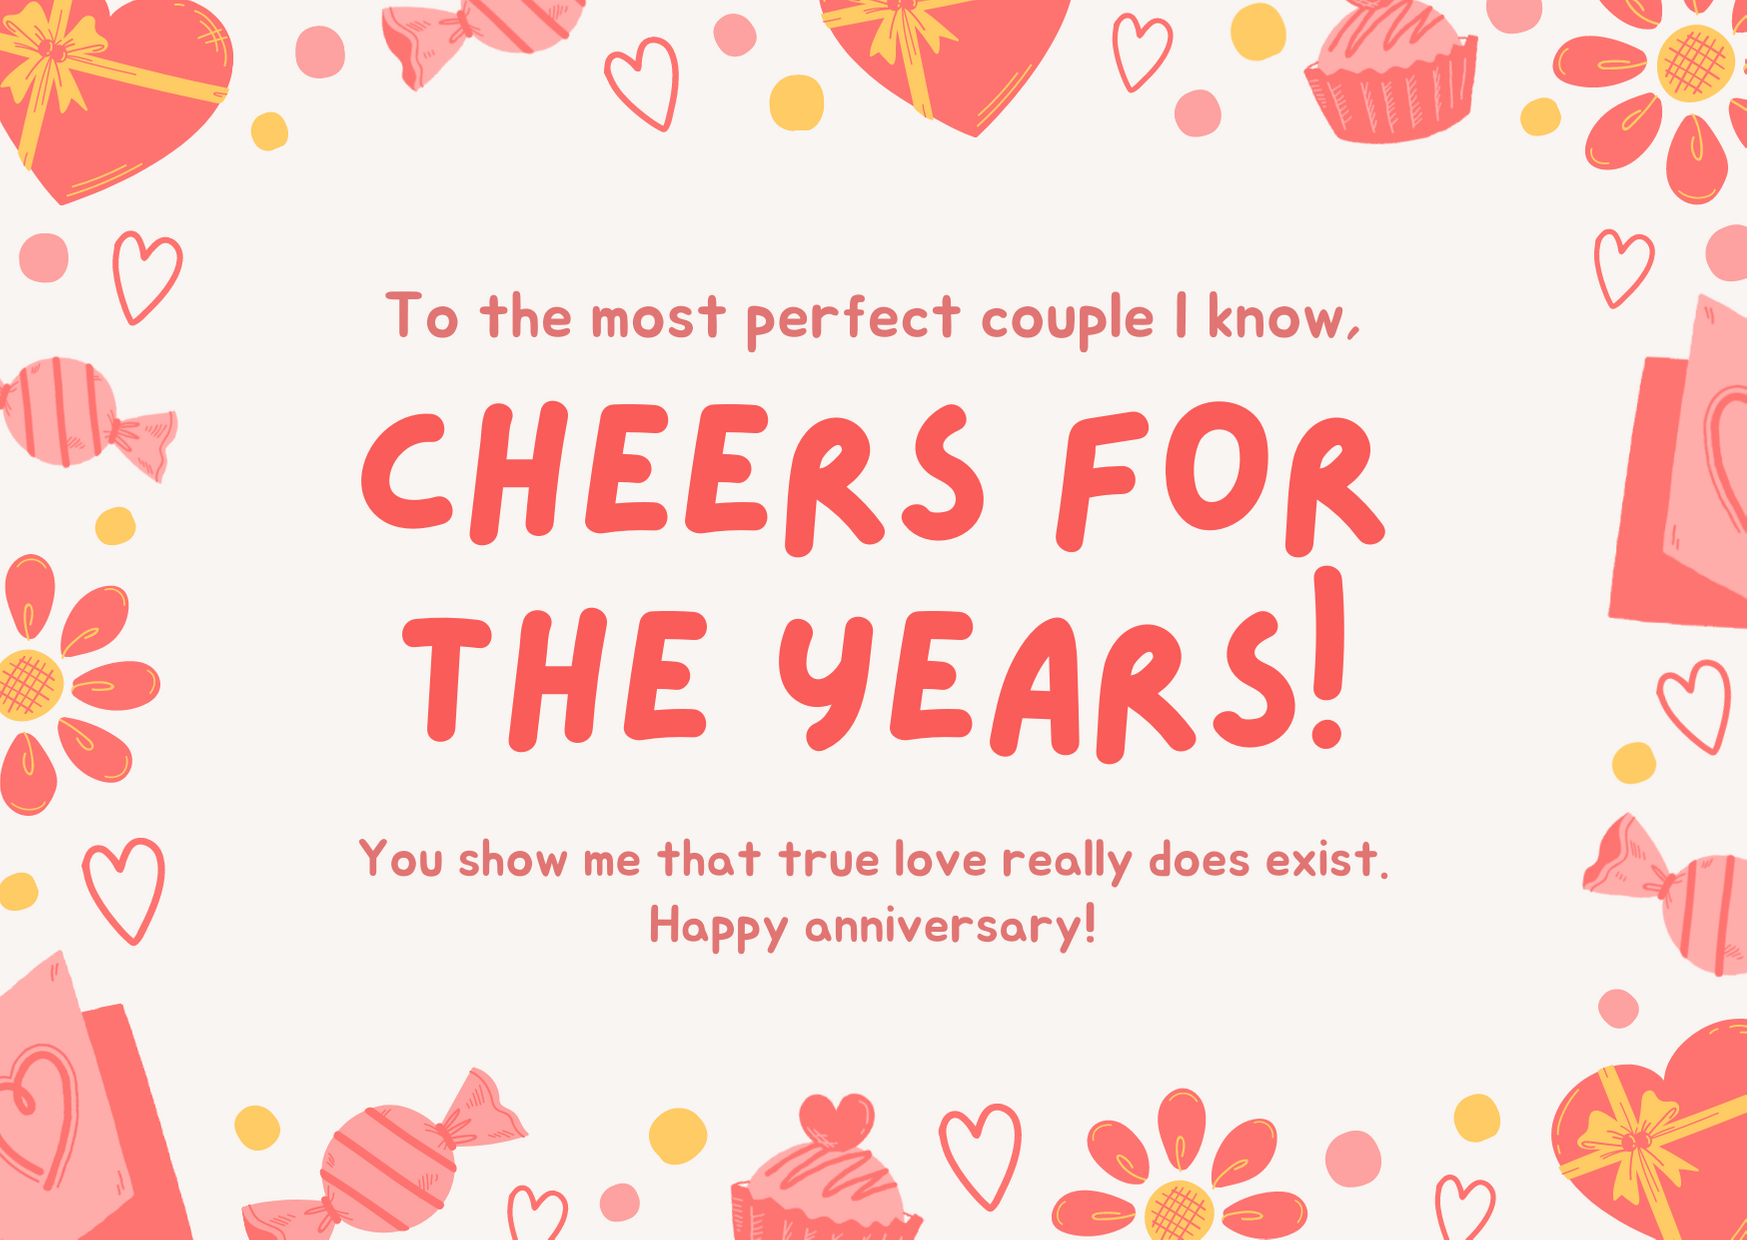 To the most perfect couple I know,
CHEERS FOR
THE YEARS!
You show me that true love really does exist.
Happy anniversary!